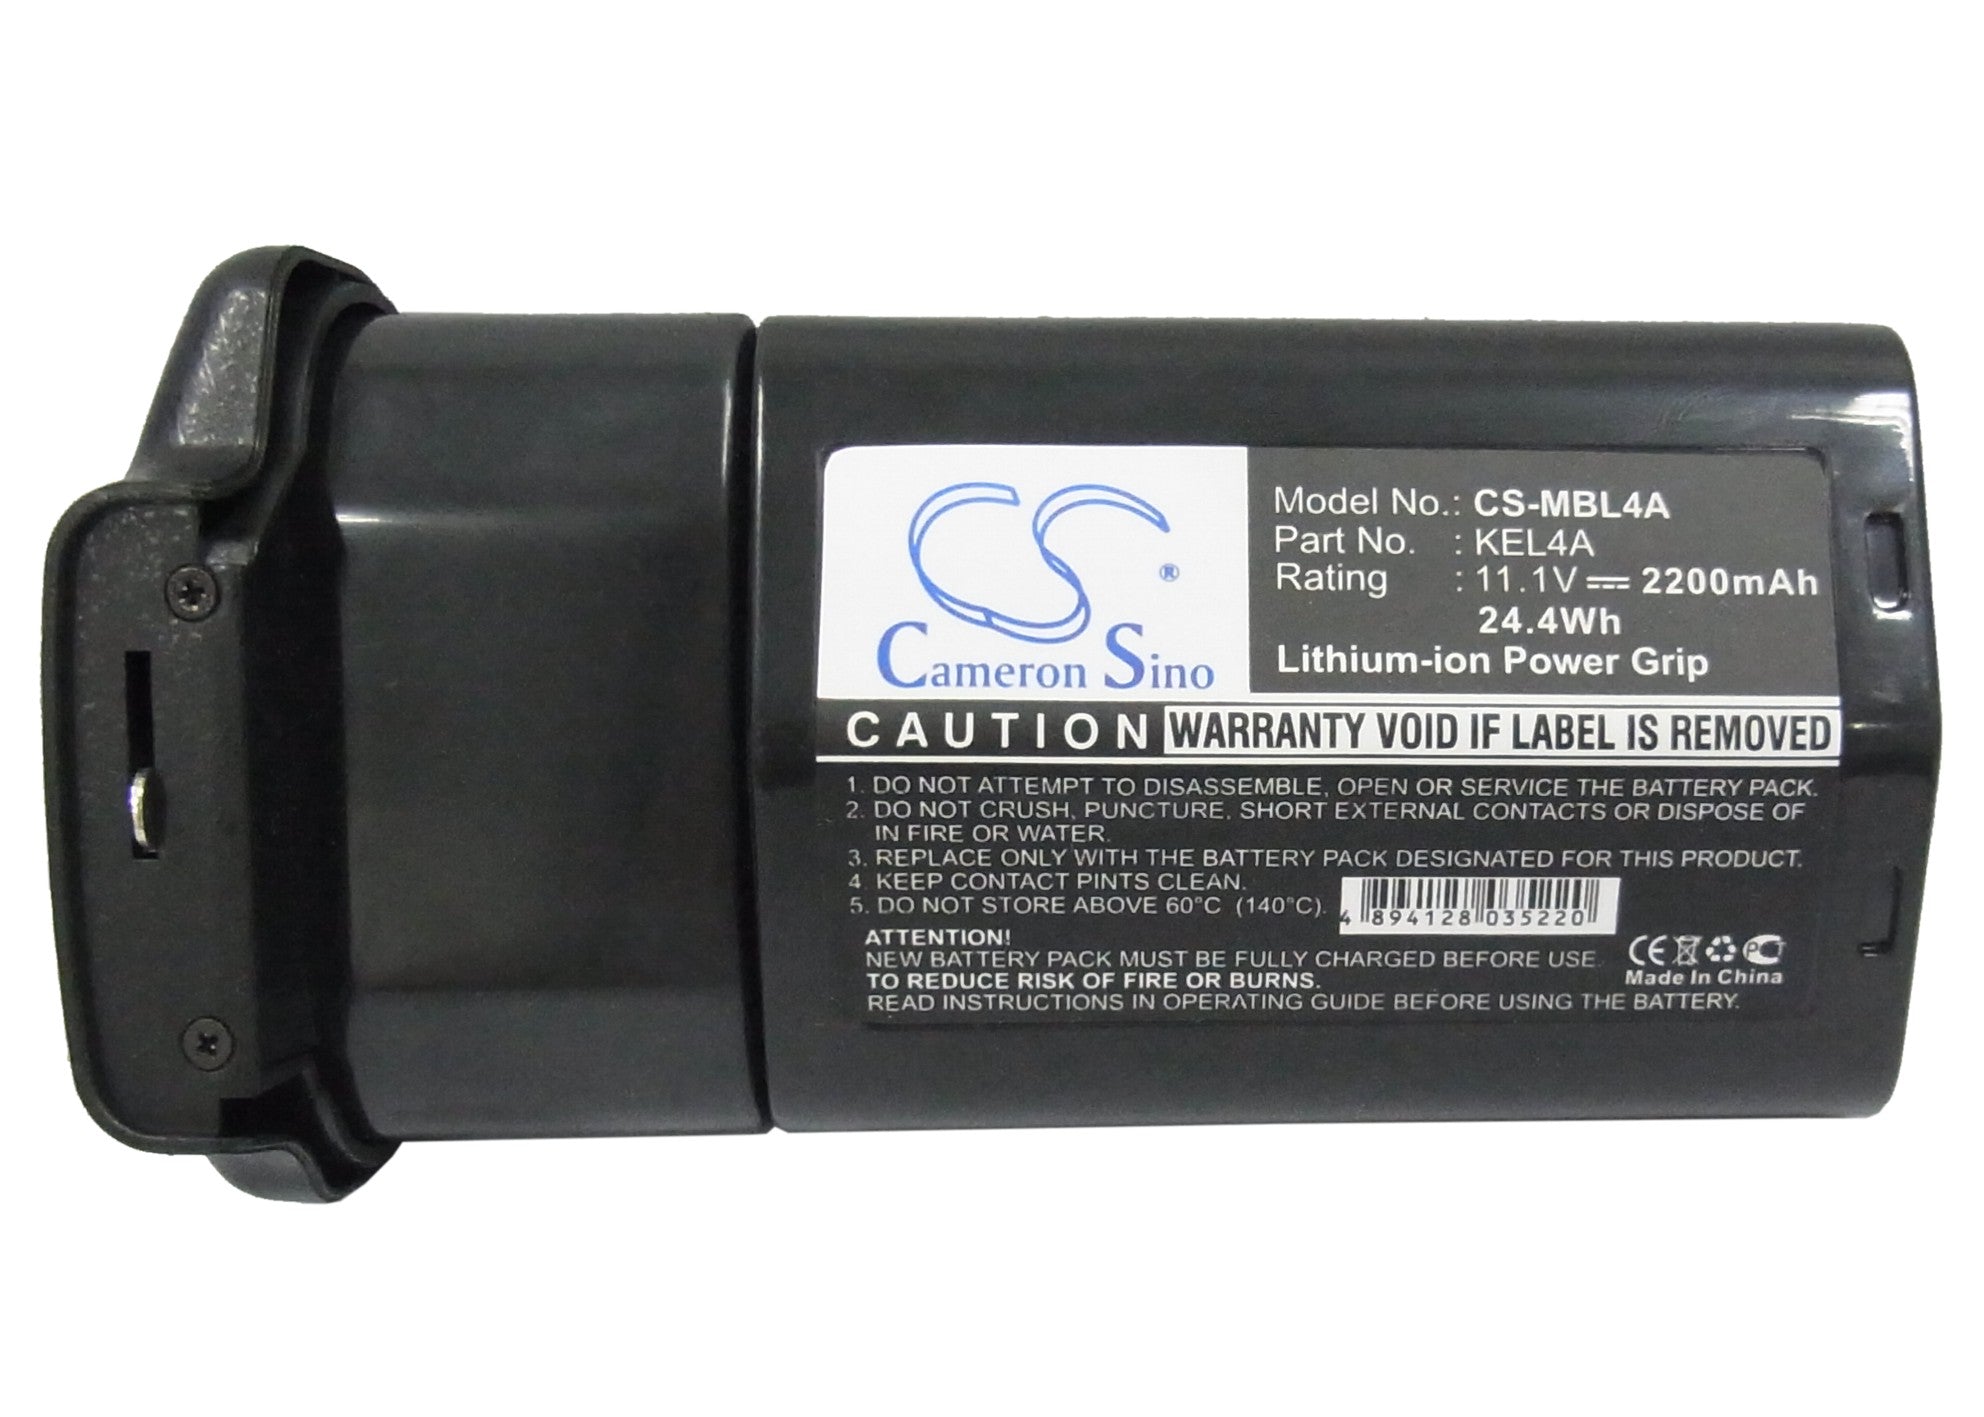 CS®
Cameron Sino
Model No.: CS-MBL4A
Part No. : KEL4A
Rating : 11.1V 2200mAh
24.4Wh
Lithium-ion Power Grip
CAUTION WARRANTY VOID IF LABEL IS REMOVED
1. DO NOT ATTEMPT TO DISASSEMBLE, OPEN OR SERVICE THE BATTERY PACK.
2. DO NOT CRUSH, PUNCTURE, SHORT EXTERNAL CONTACTS OR DISPOSE OF
IN FIRE OR WATER.
3. REPLACE ONLY WITH THE BATTERY PACK DESIGNATED FOR THIS PRODUCT.
4. KEEP CONTACT PINTS CLEAN.
5. DO NOT STORE ABOVE 60°C (140°C).
4 894128 035220
ATTENTION!
NEW BATTERY PACK MUST BE FULLY CHARGED BEFORE USE.
TO REDUCE RISK OF FIRE OR BURNS.
READ INSTRUCTIONS IN OPERATING GUIDE BEFORE USING THE BATTERY.
CE PCT
Made In China